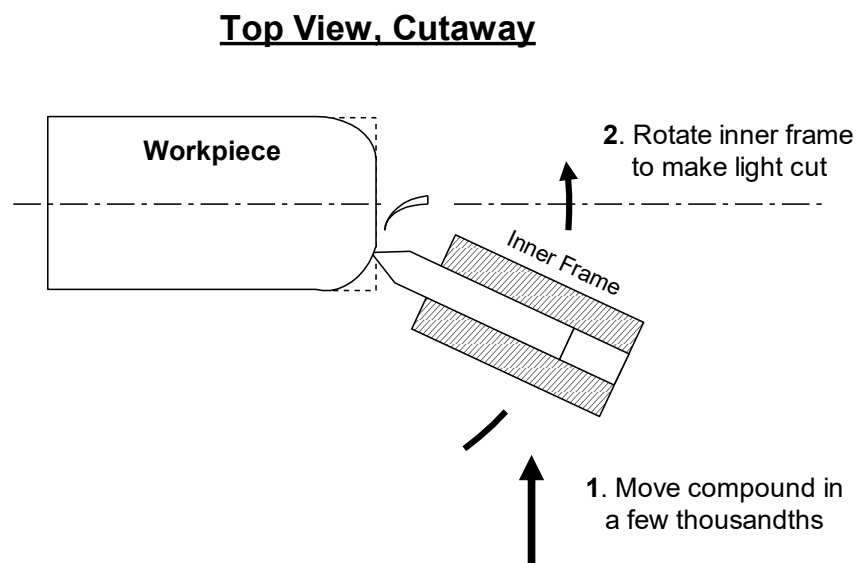 Top View, Cutaway
Workpiece
2. Rotate inner frame
to make light cut
Inner Frame
1. Move compound in
a few thousandths